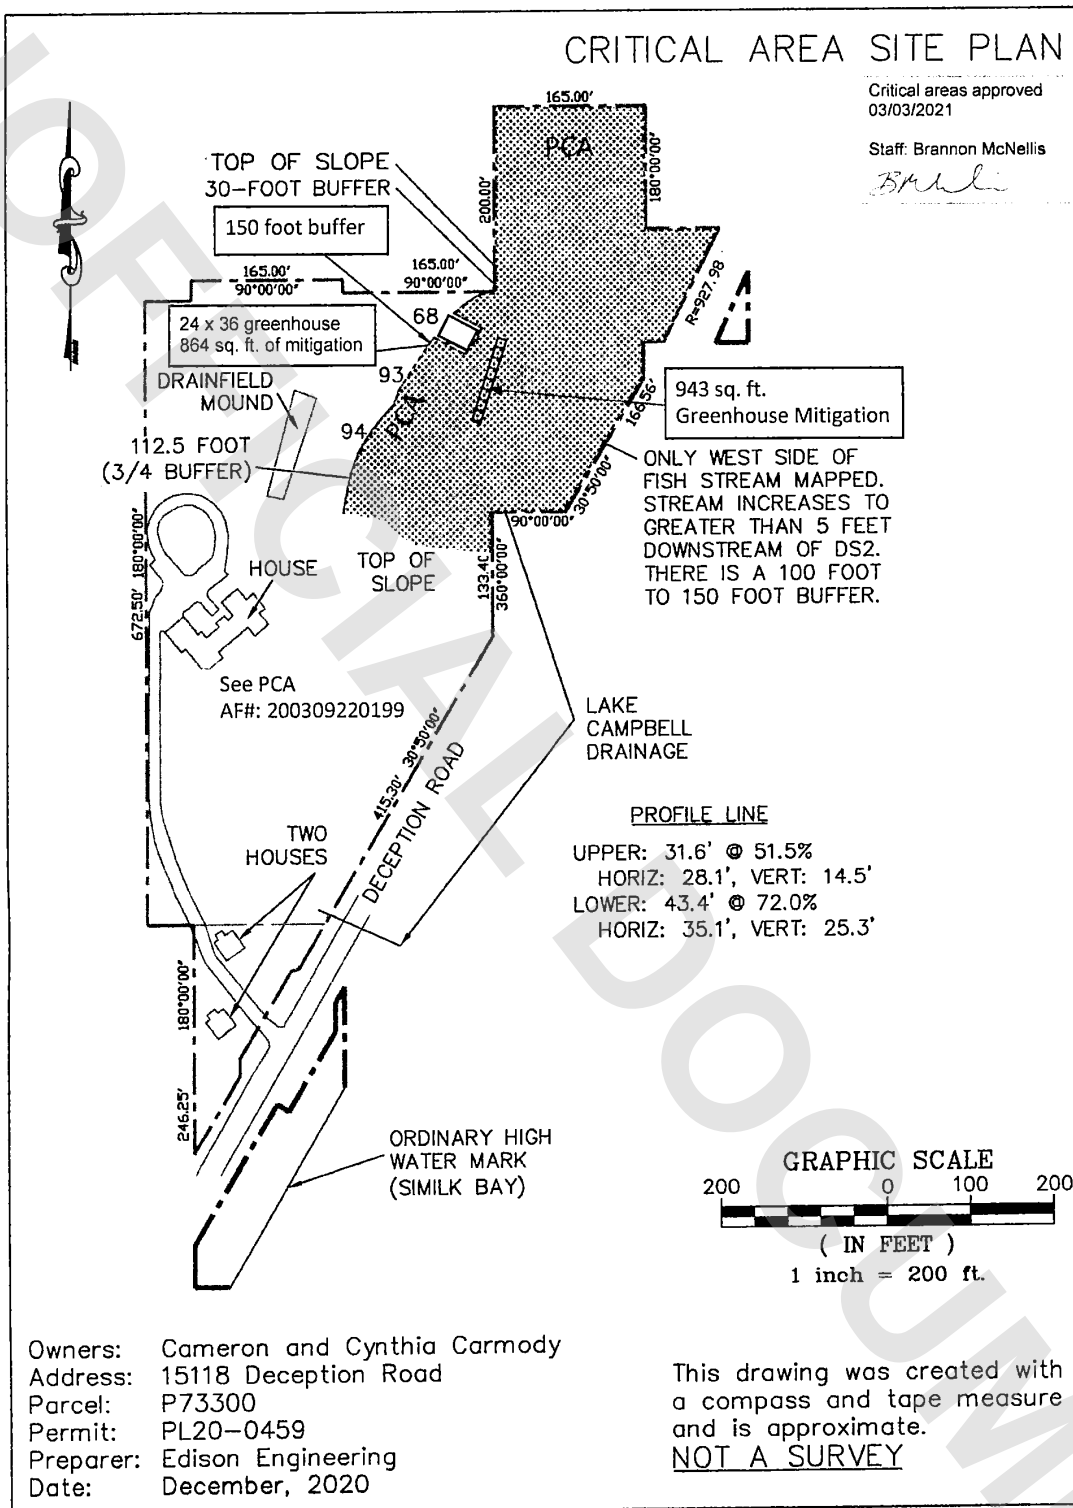 CRITICAL AREA SITE PLAN
Critical areas approved
03/03/2021
Staff: Brannon McNellis
165.00'
PCA
180°00'00"
200.00'
TOP OF SLOPE
30-FOOT BUFFER
150 foot buffer
165.00'
90°00'00"
165.00'
90°00'00"
R=927.98
68
24 x 36 greenhouse
864 sq. ft. of mitigation
DRAINFIELD
MOUND
93
PCA
94
943 sq. ft.
Greenhouse Mitigation
166.56'
30°50'00"
90°00'00"
112.5 FOOT
(3/4 BUFFER)
ONLY WEST SIDE OF
FISH STREAM MAPPED.
STREAM INCREASES TO
GREATER THAN 5 FEET
DOWNSTREAM OF DS2.
THERE IS A 100 FOOT
TO 150 FOOT BUFFER.
672.50' 180°00'00"
HOUSE
TOP OF
SLOPE
133.40
360°00'00"
See PCA
AF#: 200309220199
LAKE
CAMPBELL
DRAINAGE
415.30' 30°50'00"
DECEPTION ROAD
TWO
HOUSES
PROFILE LINE
UPPER: 31.6' @ 51.5%
HORIZ: 28.1', VERT: 14.5'
LOWER: 43.4' @ 72.0%
HORIZ: 35.1', VERT: 25.3'
180°00'00"
246.25'
ORDINARY HIGH
WATER MARK
(SIMILK BAY)
GRAPHIC SCALE
200 0 100 200
( IN FEET )
1 inch = 200 ft.
Owners: Cameron and Cynthia Carmody
Address: 15118 Deception Road
Parcel: P73300
Permit: PL20-0459
Preparer: Edison Engineering
Date: December, 2020
This drawing was created with
a compass and tape measure
and is approximate.
NOT A SURVEY